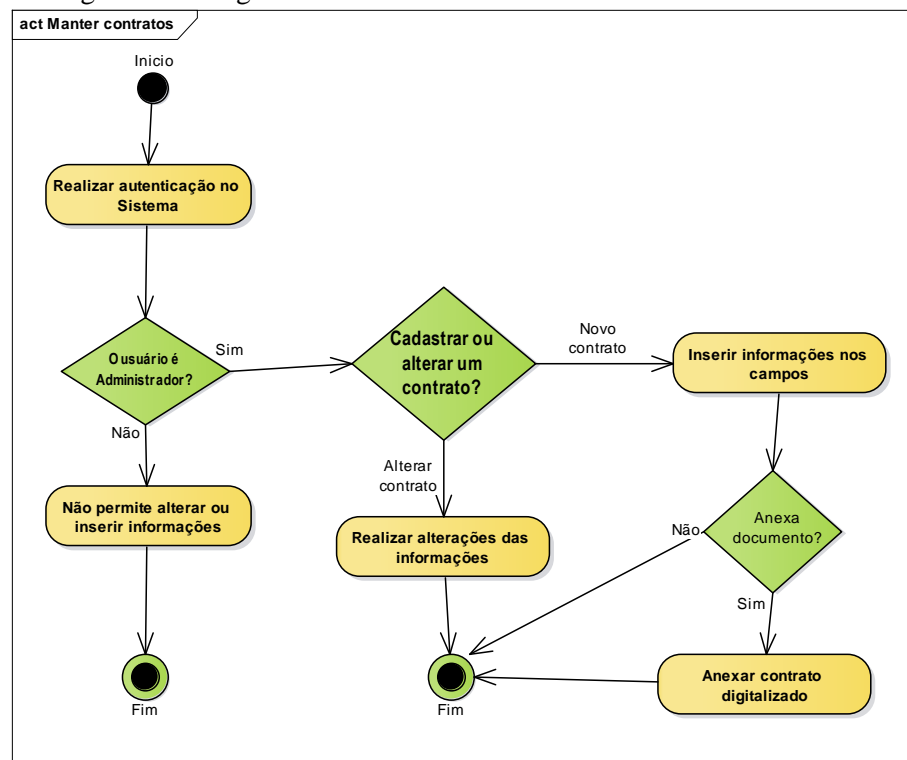 act Manter contratos
Inicio
Realizar autenticação no
Sistema
O usuário é
Administrador?
Sim
Não
Não permite alterar ou
inserir informações
Fim
Cadastrar ou
alterar um
contrato?
Novo
contrato
Alterar
contrato
Realizar alterações das
informações
Fim
Inserir informações nos
campos
Anexa
documento?
Não
Sim
Anexar contrato
digitalizado